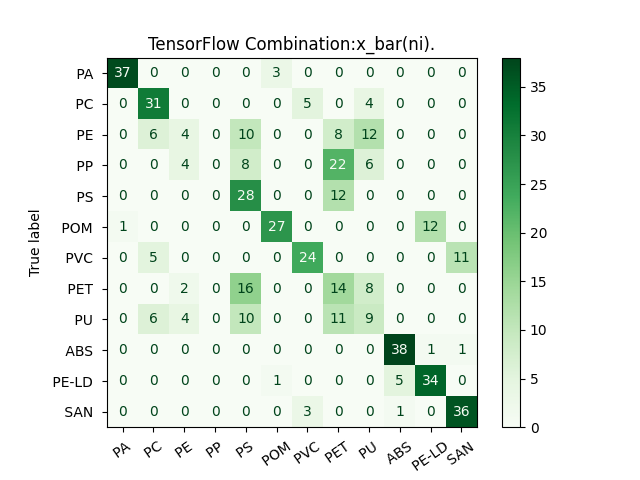 TensorFlow Combination:x_bar(ni).
True label
PA 37 0 0 0 0 3 0 0 0 0 0 0
PC 0 31 0 0 0 0 5 0 4 0 0 0
PE 0 6 4 0 10 0 0 8 12 0 0 0
PP 0 0 4 0 8 0 0 22 6 0 0 0
PS 0 0 0 0 28 0 0 12 0 0 0 0
POM 1 0 0 0 0 27 0 0 0 0 12 0
PVC 0 5 0 0 0 0 24 0 0 0 0 11
PET 0 0 2 0 16 0 0 14 8 0 0 0
PU 0 6 4 0 10 0 0 11 9 0 0 0
ABS 0 0 0 0 0 0 0 0 0 38 1 1
PE-LD 0 0 0 0 0 1 0 0 0 5 34 0
SAN 0 0 0 0 0 0 3 0 0 1 0 36
PA PC PE PP PS POM PVC PET PU ABS PE-LD SAN
35
30
25
20
15
10
5
0